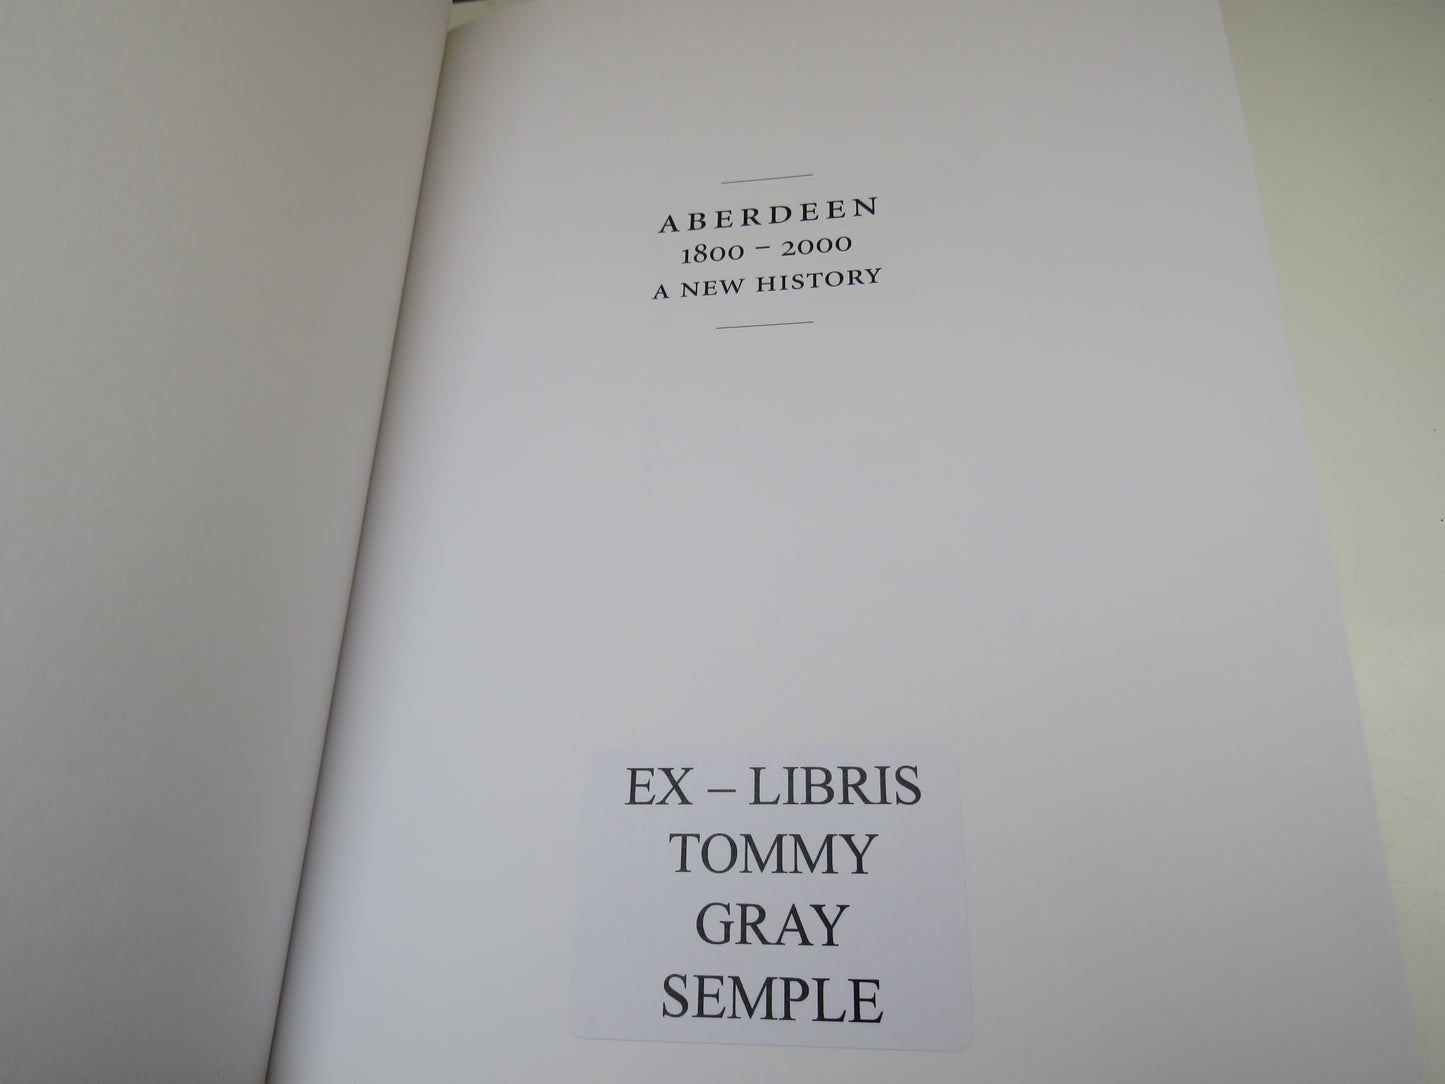 ABERDEEN
1800 – 2000
A NEW HISTORY
EX – LIBRIS
TOMMY
GRAY
SEMPLE